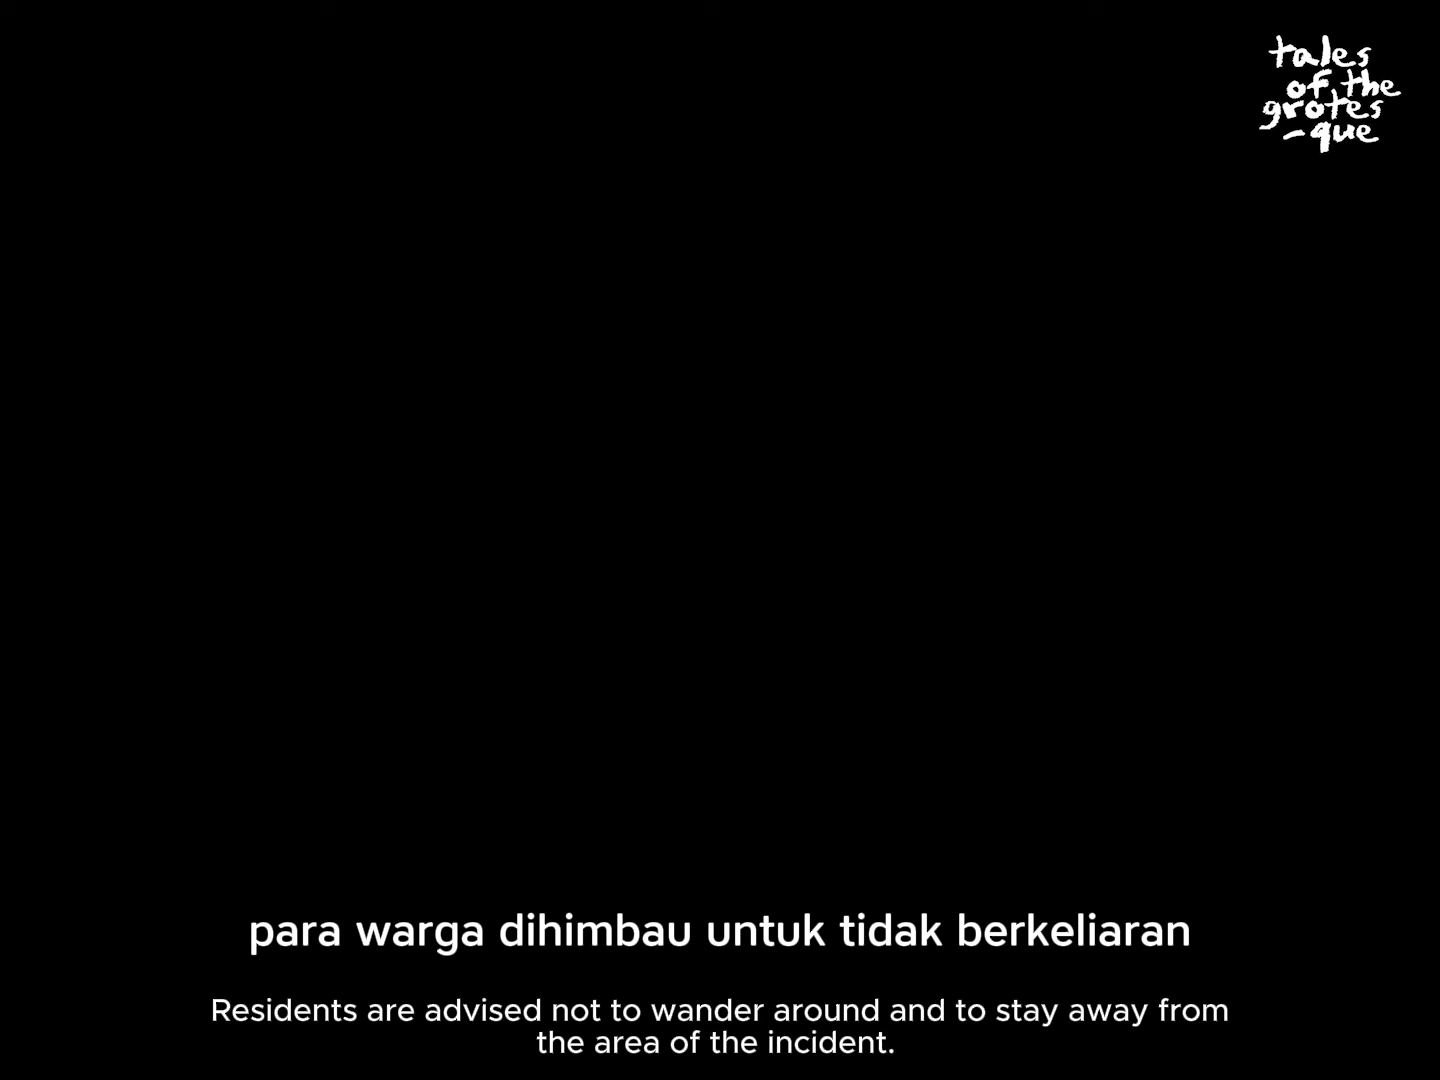 tales
of the
grotes
-que
para warga dihimbau untuk tidak berkeliaran
Residents are advised not to wander around and to stay away from
the area of the incident.